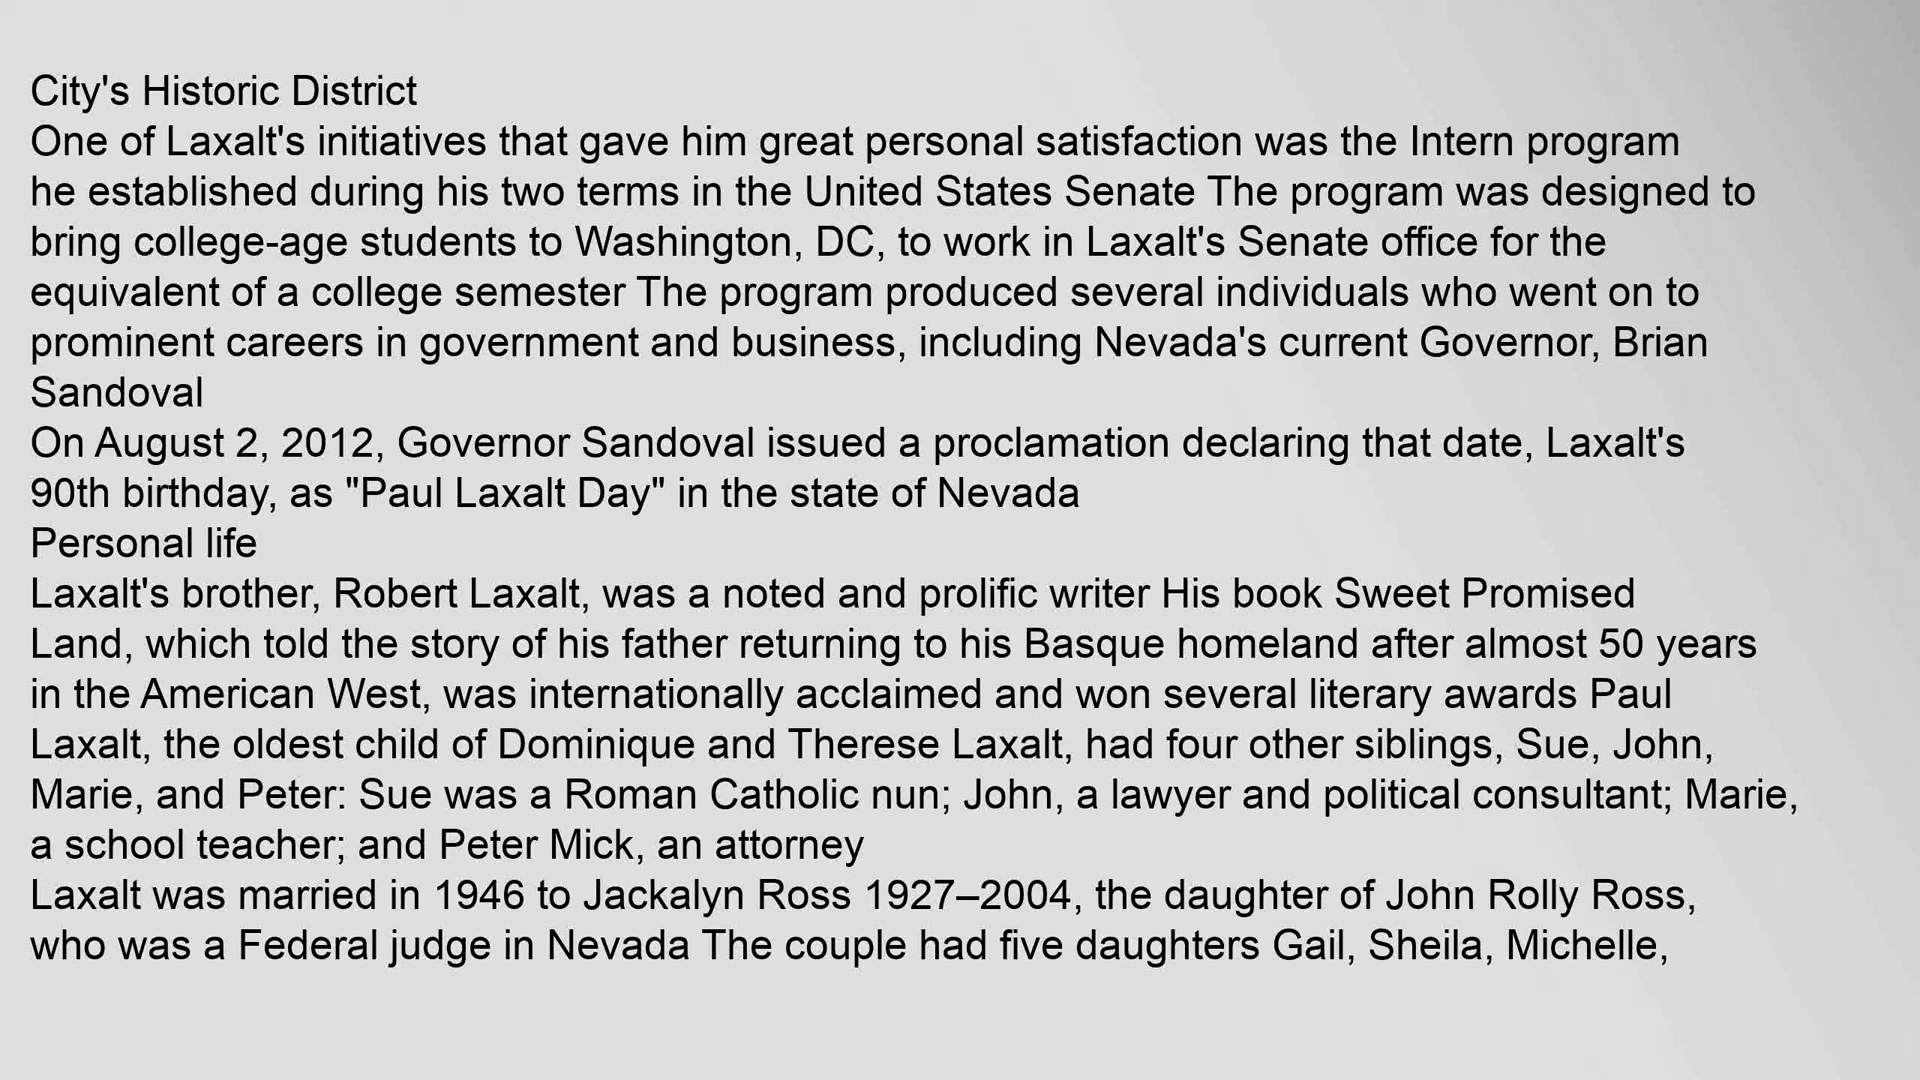 City's Historic District
One of Laxalt's initiatives that gave him great personal satisfaction was the Intern program
he established during his two terms in the United States Senate The program was designed to
bring college-age students to Washington, DC, to work in Laxalt's Senate office for the
equivalent of a college semester The program produced several individuals who went on to
prominent careers in government and business, including Nevada's current Governor, Brian
Sandoval
On August 2, 2012, Governor Sandoval issued a proclamation declaring that date, Laxalt's
90th birthday, as "Paul Laxalt Day" in the state of Nevada
Personal life
Laxalt's brother, Robert Laxalt, was a noted and prolific writer His book Sweet Promised
Land, which told the story of his father returning to his Basque homeland after almost 50 years
in the American West, was internationally acclaimed and won several literary awards Paul
Laxalt, the oldest child of Dominique and Therese Laxalt, had four other siblings, Sue, John,
Marie, and Peter: Sue was a Roman Catholic nun; John, a lawyer and political consultant; Marie,
a school teacher; and Peter Mick, an attorney
Laxalt was married in 1946 to Jackalyn Ross 1927–2004, the daughter of John Rolly Ross,
who was a Federal judge in Nevada The couple had five daughters Gail, Sheila, Michelle,